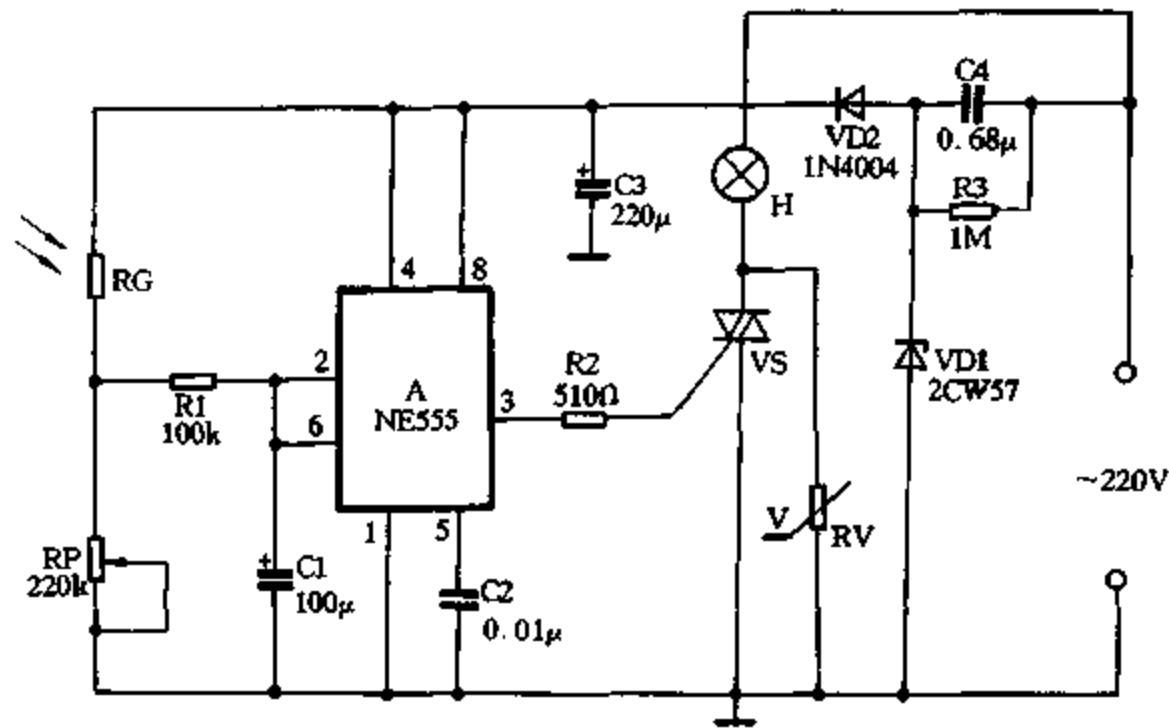 C4
0.68μ
VD2
1N4004
R3
1M
C3
220μ
H
RG
4
8
R1
100k
2
6
A
NE555
3
R2
510Ω
VS
VD1
2CW57
~220V
V
RV
RP
220k
C1
100μ
1
5
C2
0.01μ
+
+